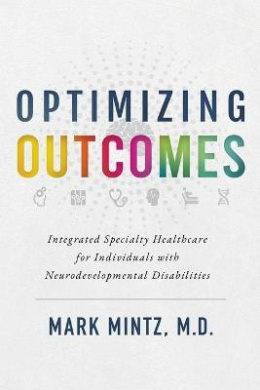 OPTIMIZING
OUTCOMES
Integrated Specialty Healthcare
for Individuals with
Neurodevelopmental Disabilities
MARK MINTZ, M.D.